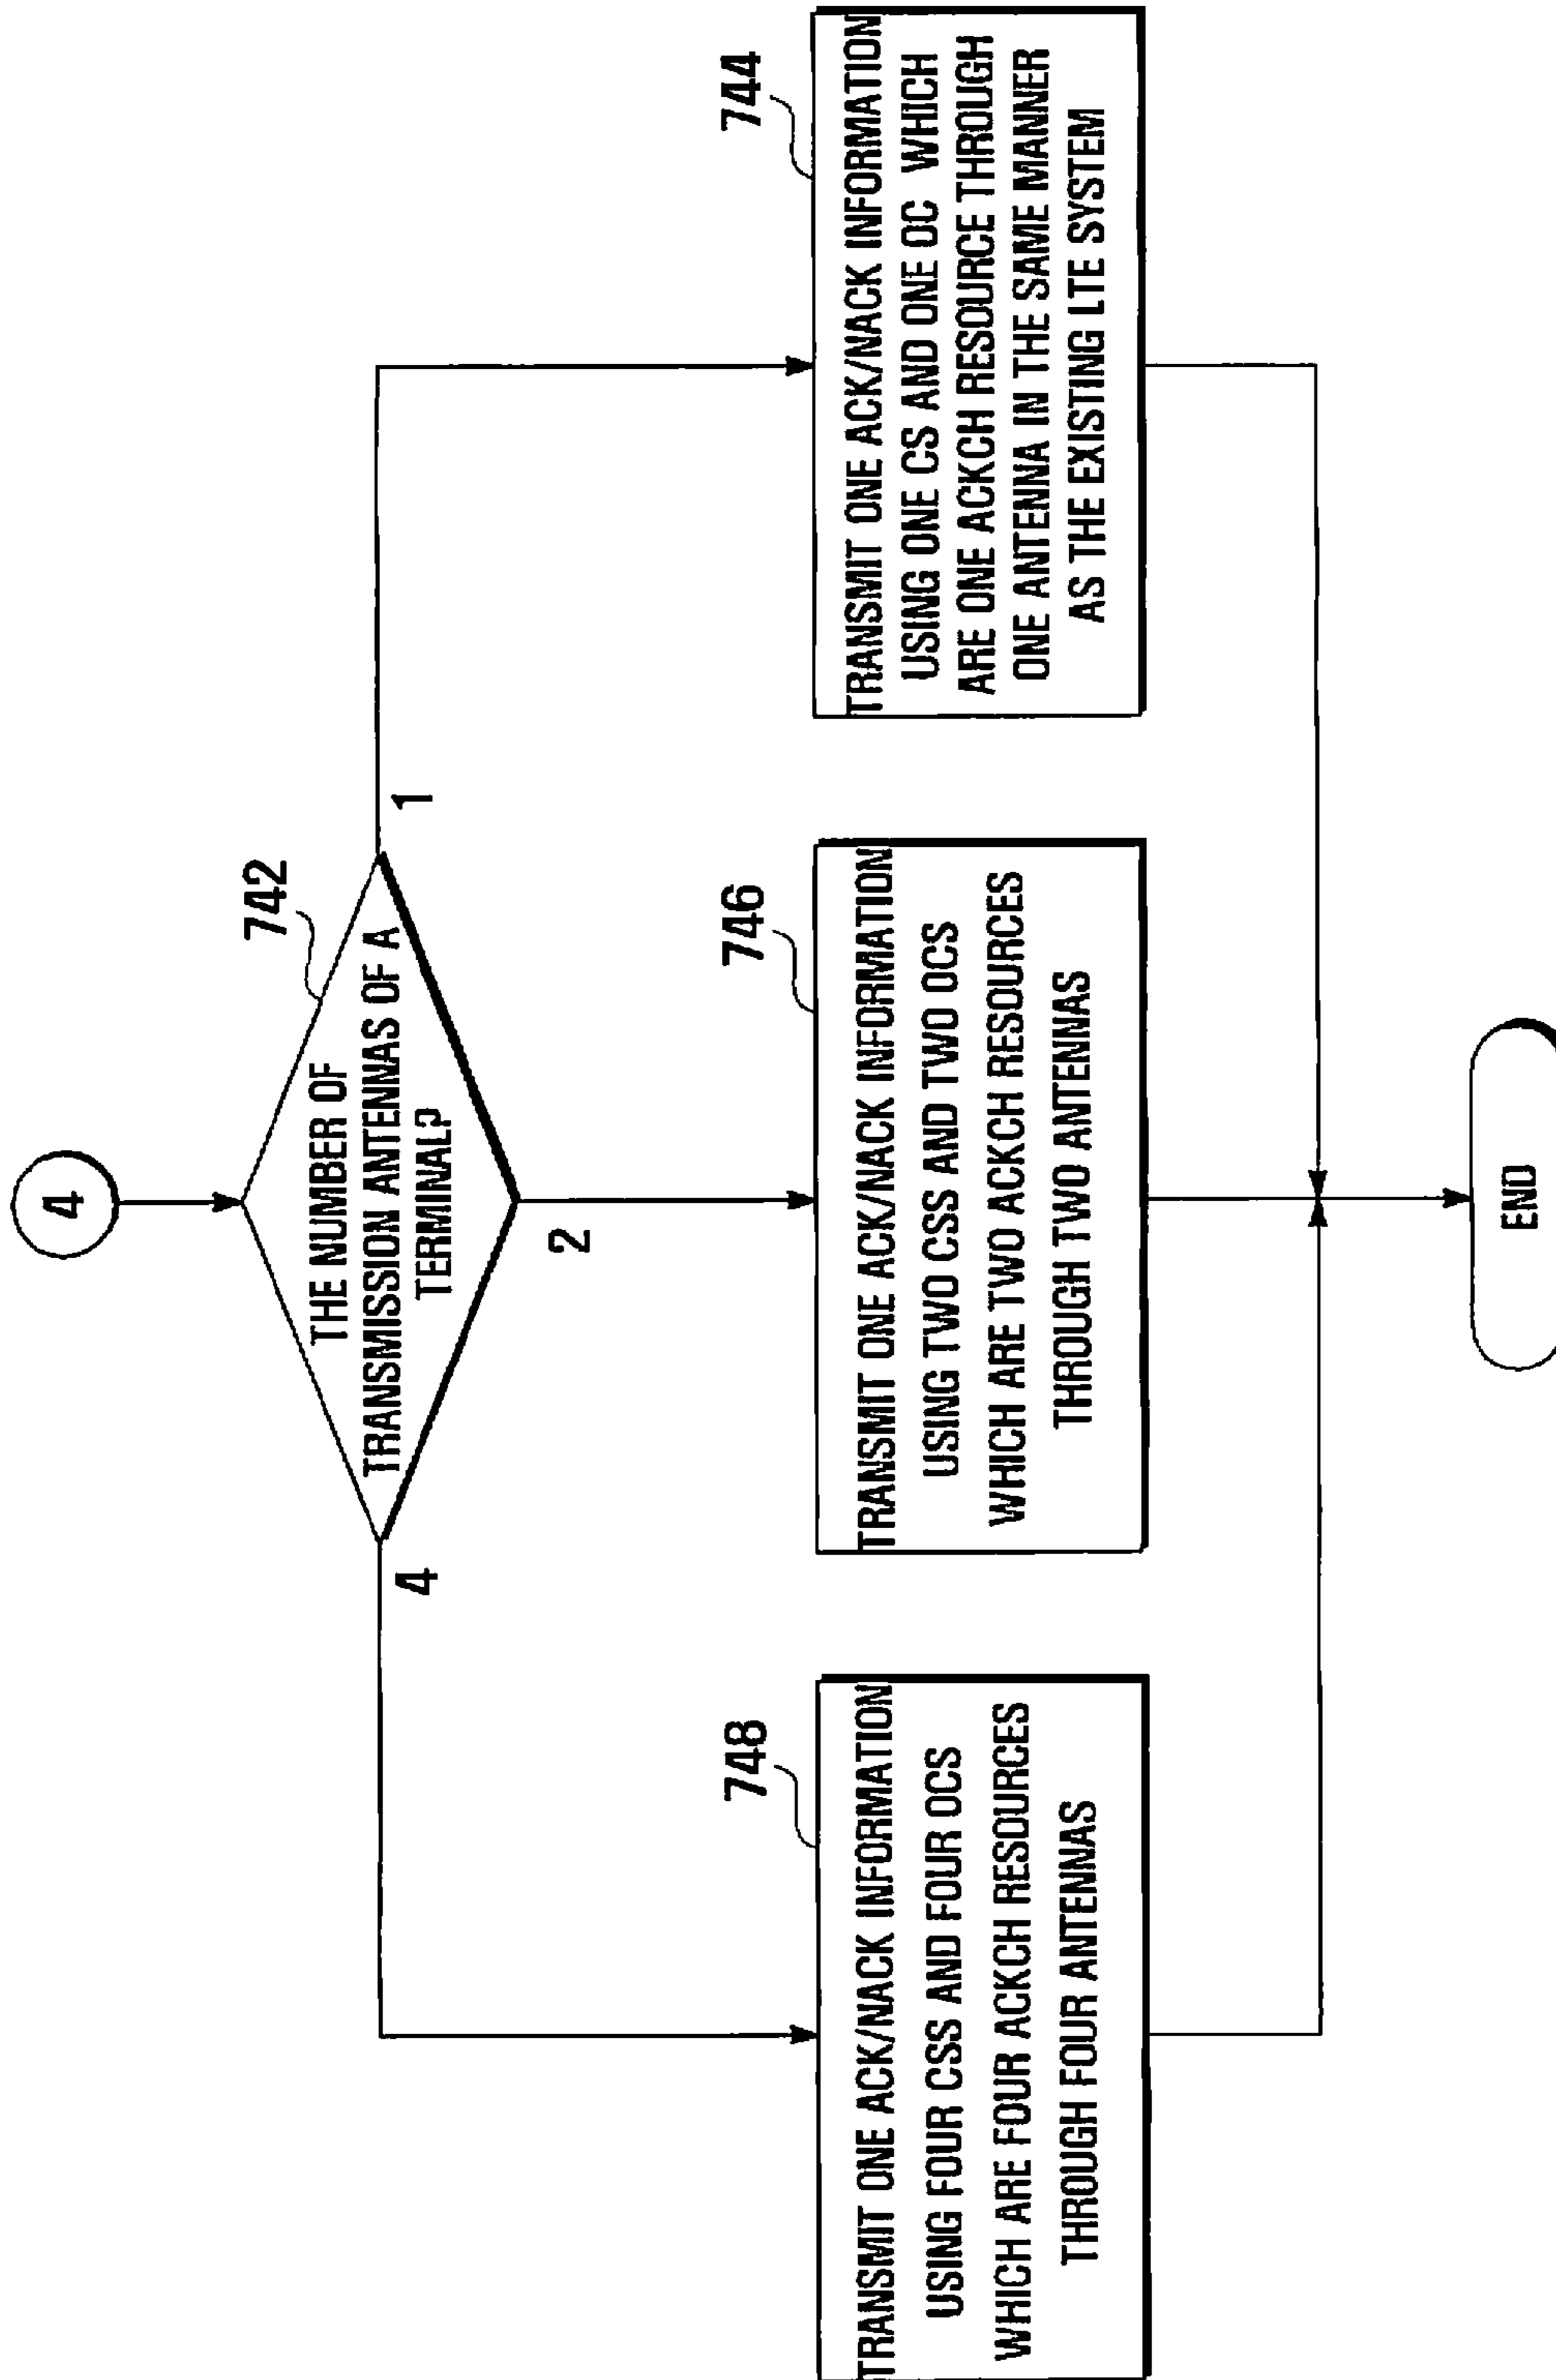 4
742
THE NUMBER OF
TRANSMISSION ANTENNAS OF A
TERMINAL?
4
2
1
748
TRANSMIT ONE ACK/NACK INFORMATION
USING FOUR CSS AND FOUR OCS
WHICH ARE FOUR ACKCH RESOURCES
THROUGH FOUR ANTENNAS
746
TRANSMIT ONE ACK/NACK INFORMATION
USING TWO CSS AND TWO OCS
WHICH ARE TWO ACKCH RESOURCES
THROUGH TWO ANTENNAS
744
TRANSMIT ONE ACK/NACK INFORMATION
USING ONE CS AND ONE OC WHICH
ARE ONE ACKCH RESOURCE THROUGH
ONE ANTENNA IN THE SAME MANNER
AS THE EXISTING LTE SYSTEM
END